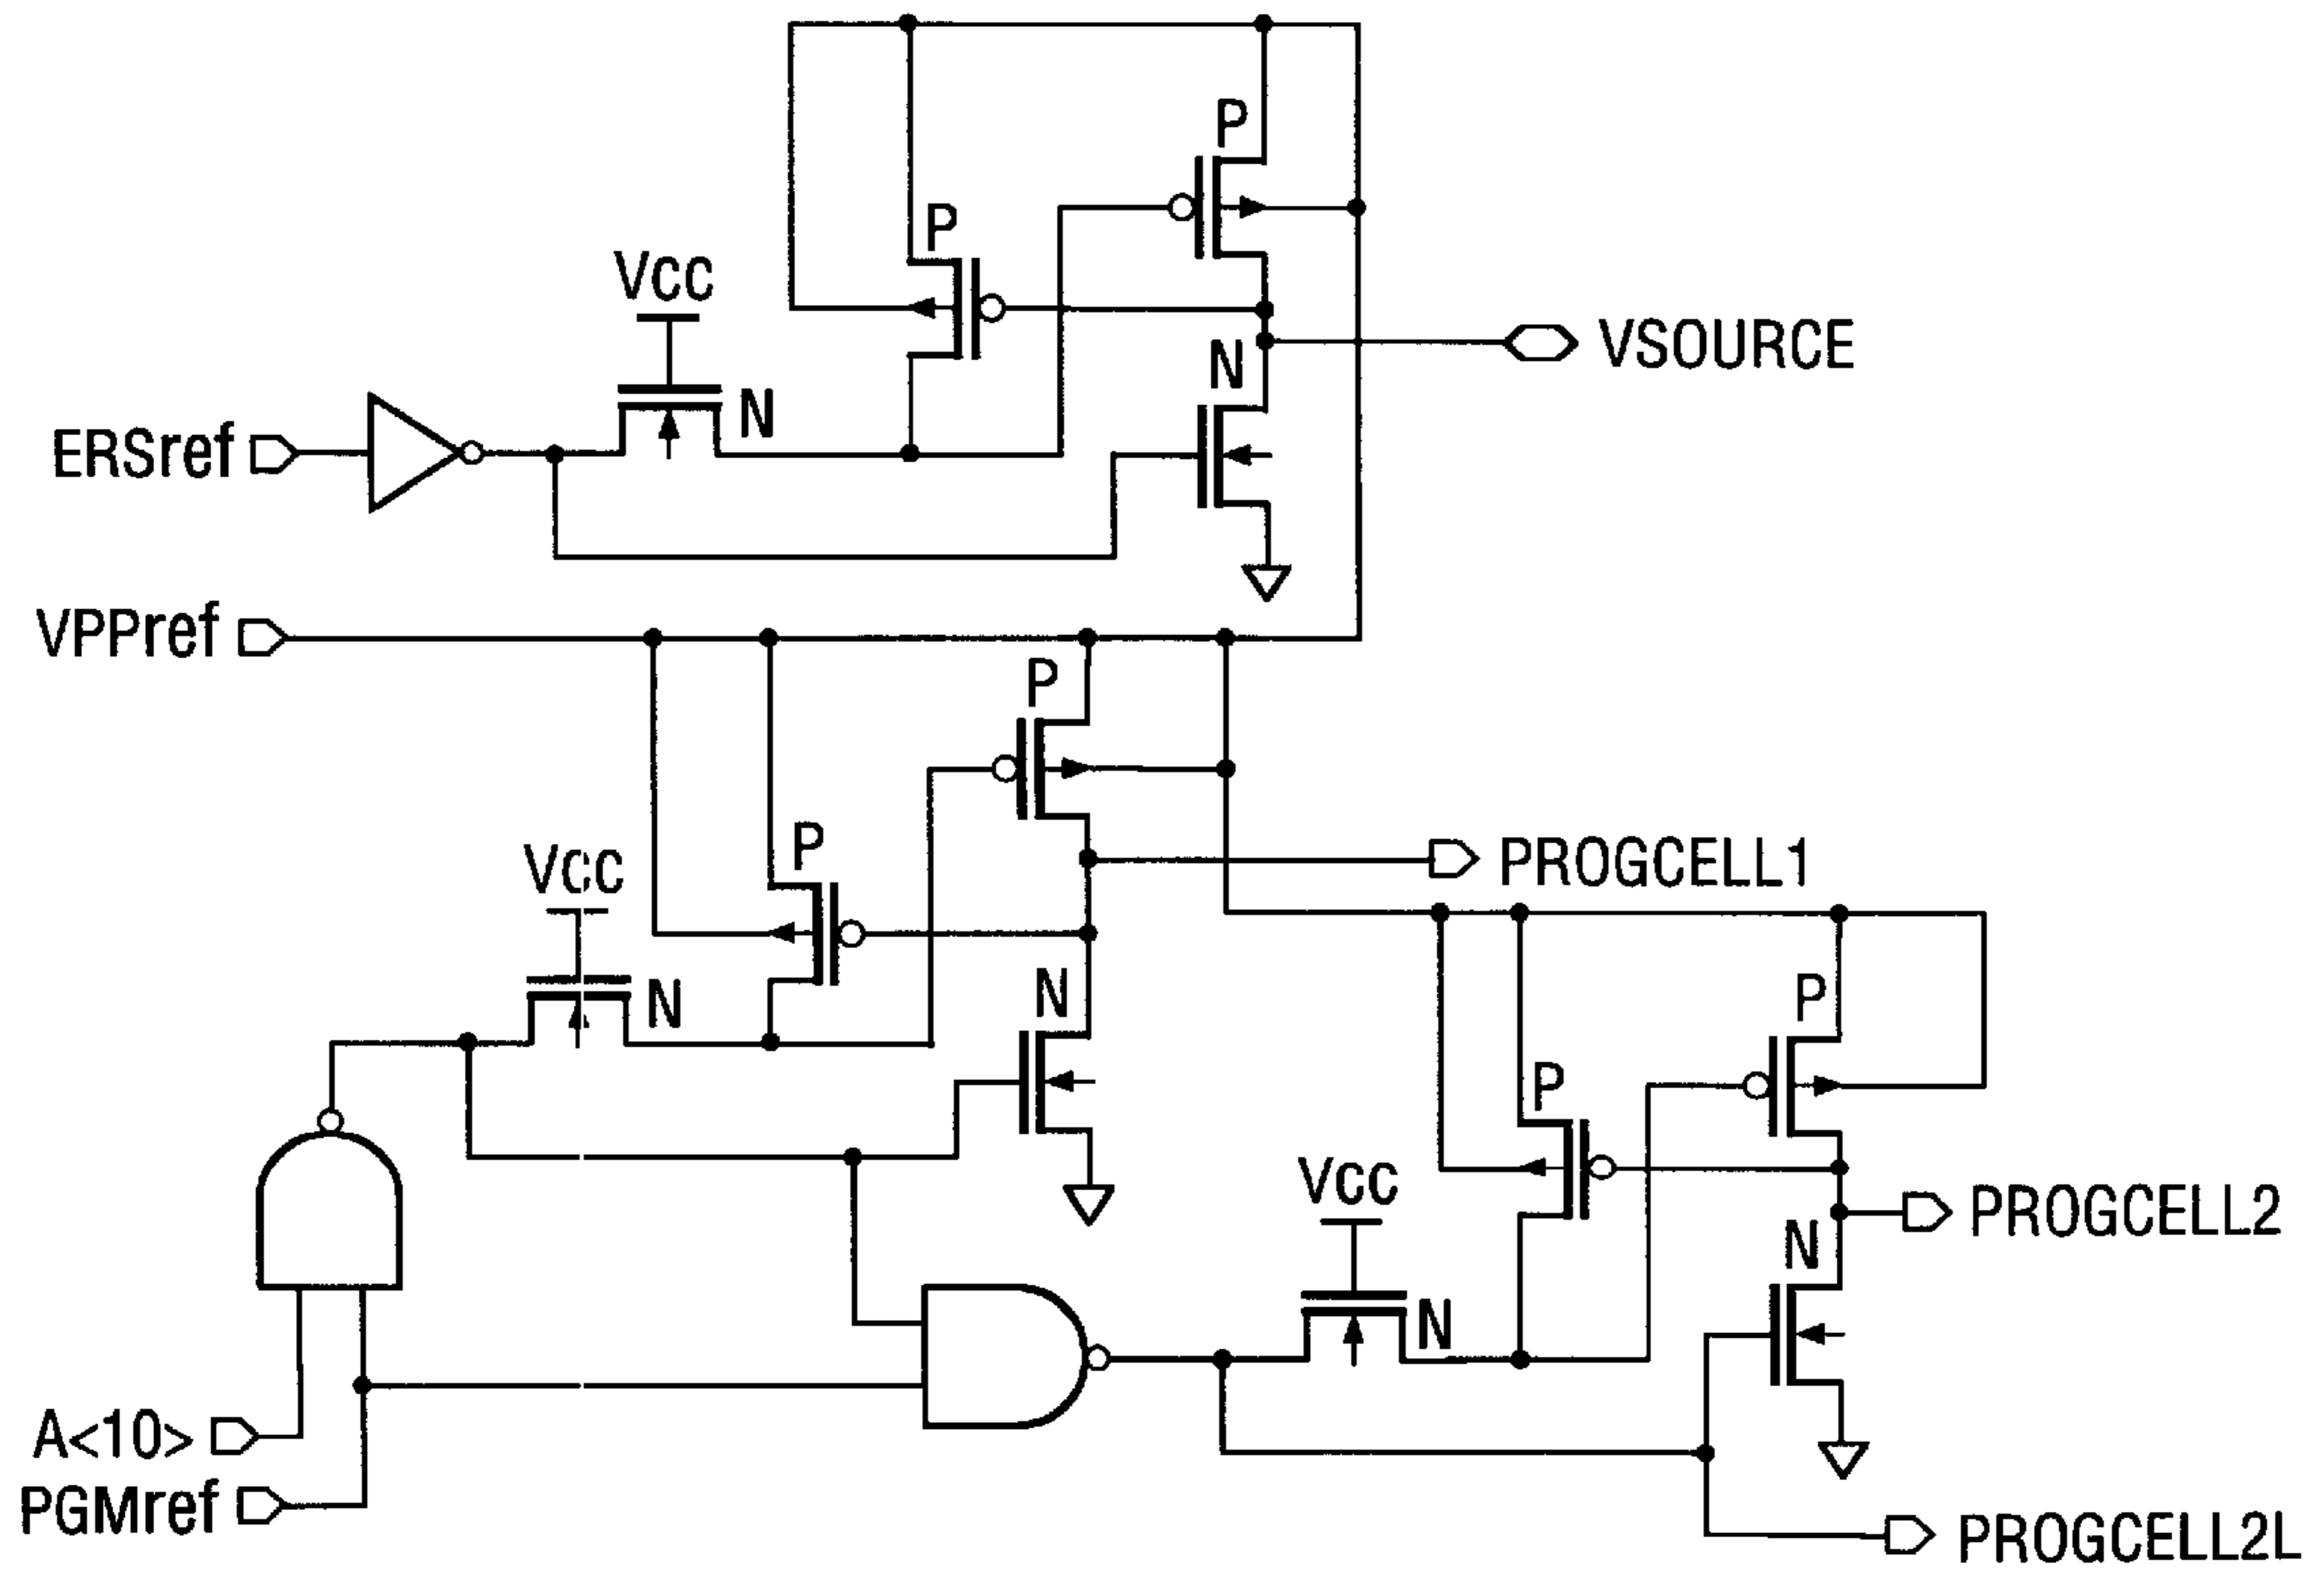 P
P
VCC
VSOURCE
N
N
ERSref
VPPref
P
P
PROGCELL1
VCC
N
N
P
P
VCC
PROGCELL2
N
N
A<10>
PGMref
PROGCELL2L